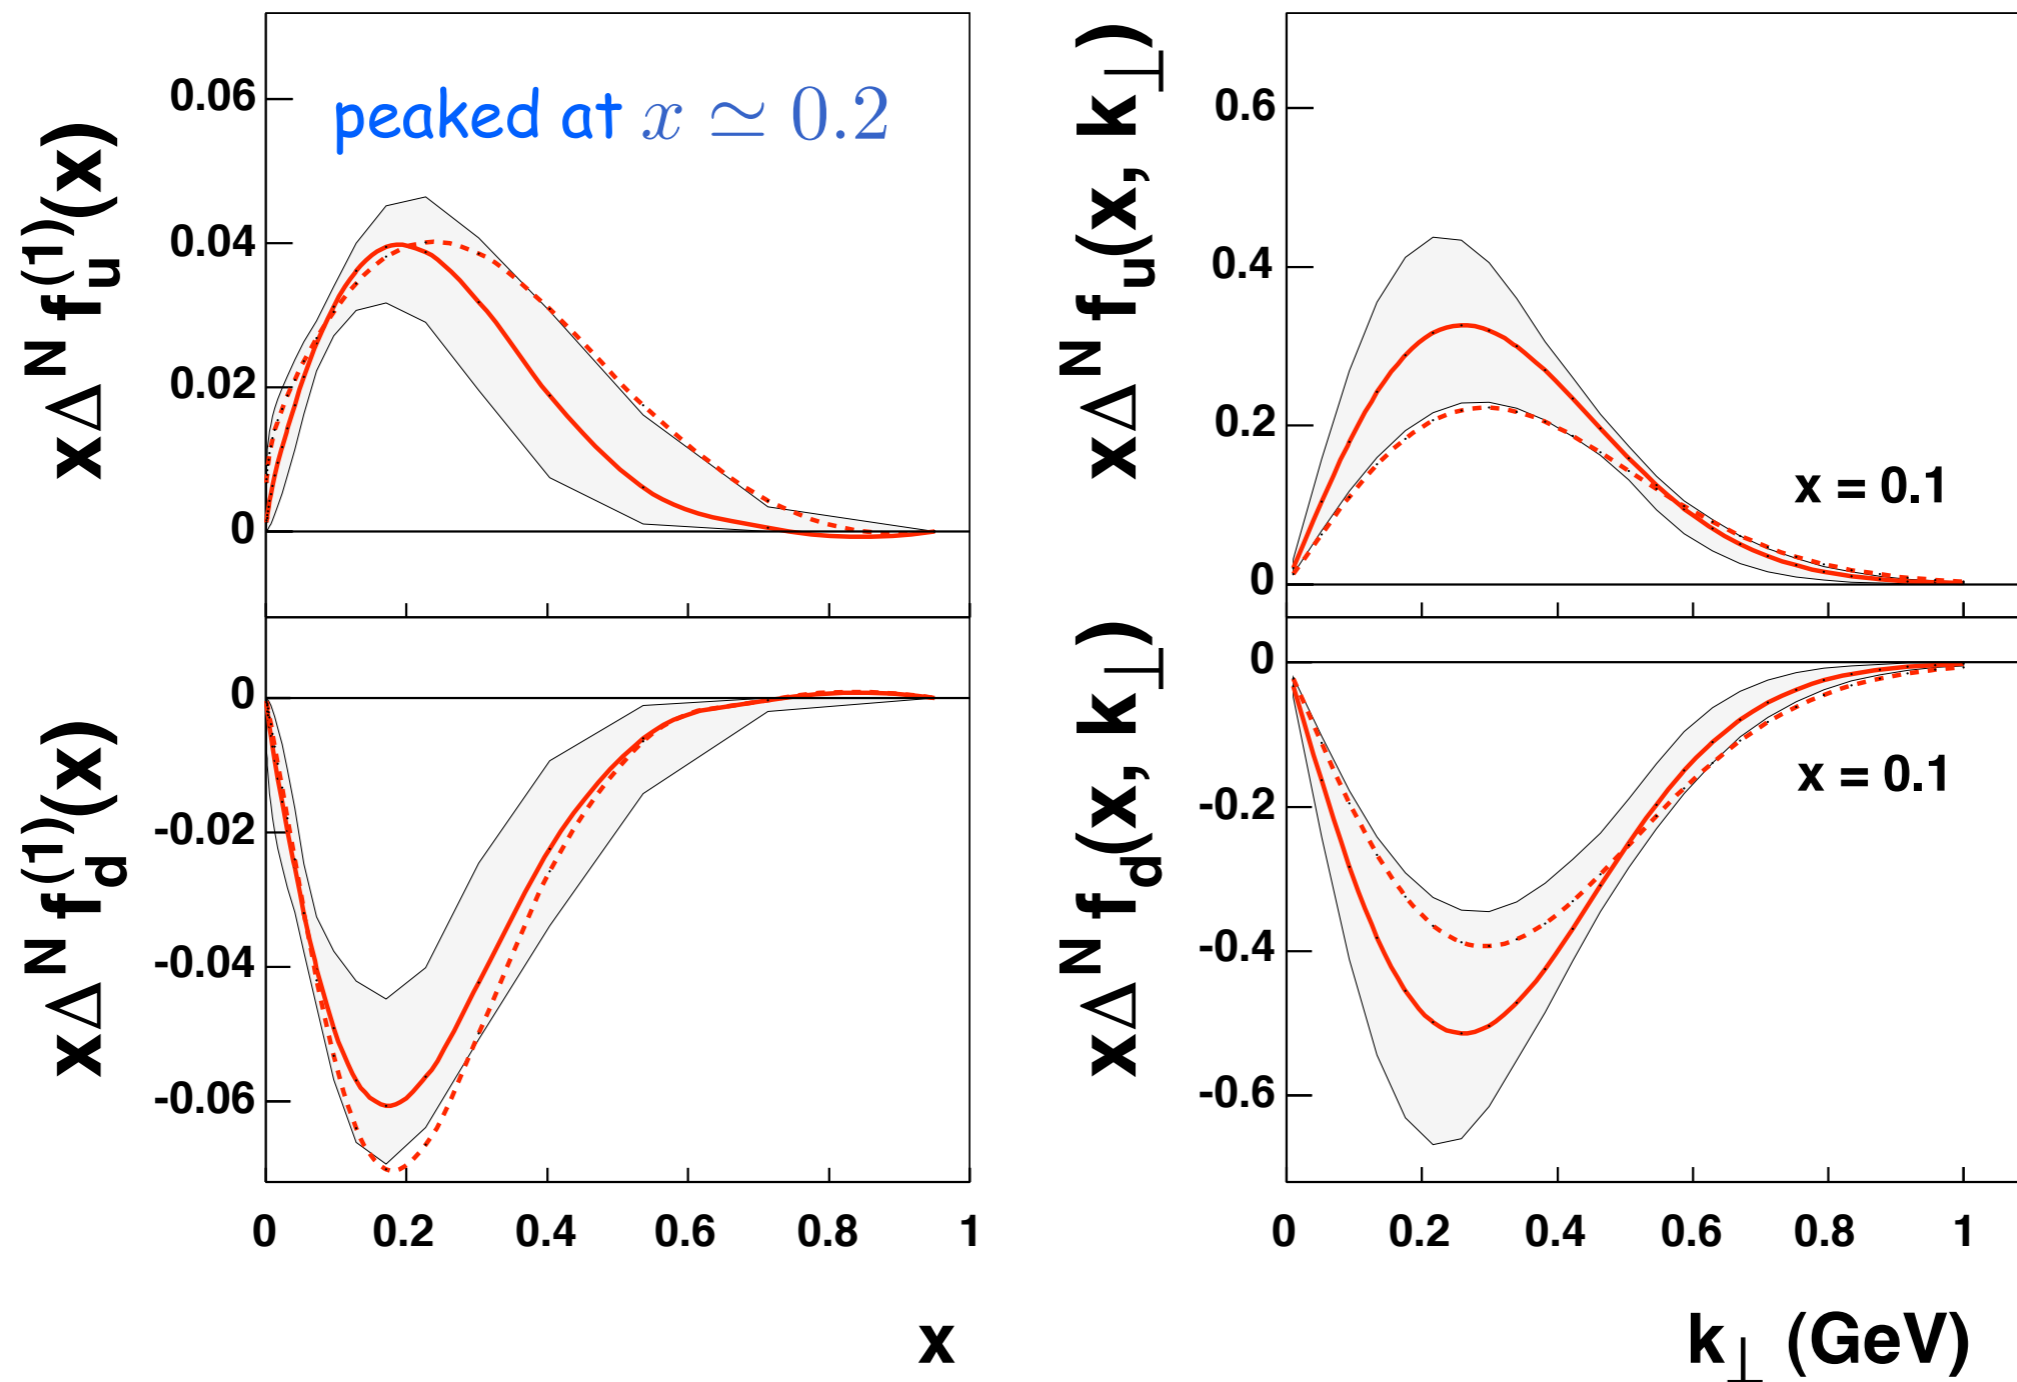 peaked at x ≃ 0.2
xΔ^N f_u^(1)(x)
0.06
0.04
0.02
0
xΔ^N f_u(x, k_⊥)
0.6
0.4
0.2
0
x = 0.1
xΔ^N f_d^(1)(x)
0
-0.02
-0.04
-0.06
0 0.2 0.4 0.6 0.8 1
x
xΔ^N f_d(x, k_⊥)
0
-0.2
-0.4
-0.6
x = 0.1
0 0.2 0.4 0.6 0.8 1
k_⊥ (GeV)